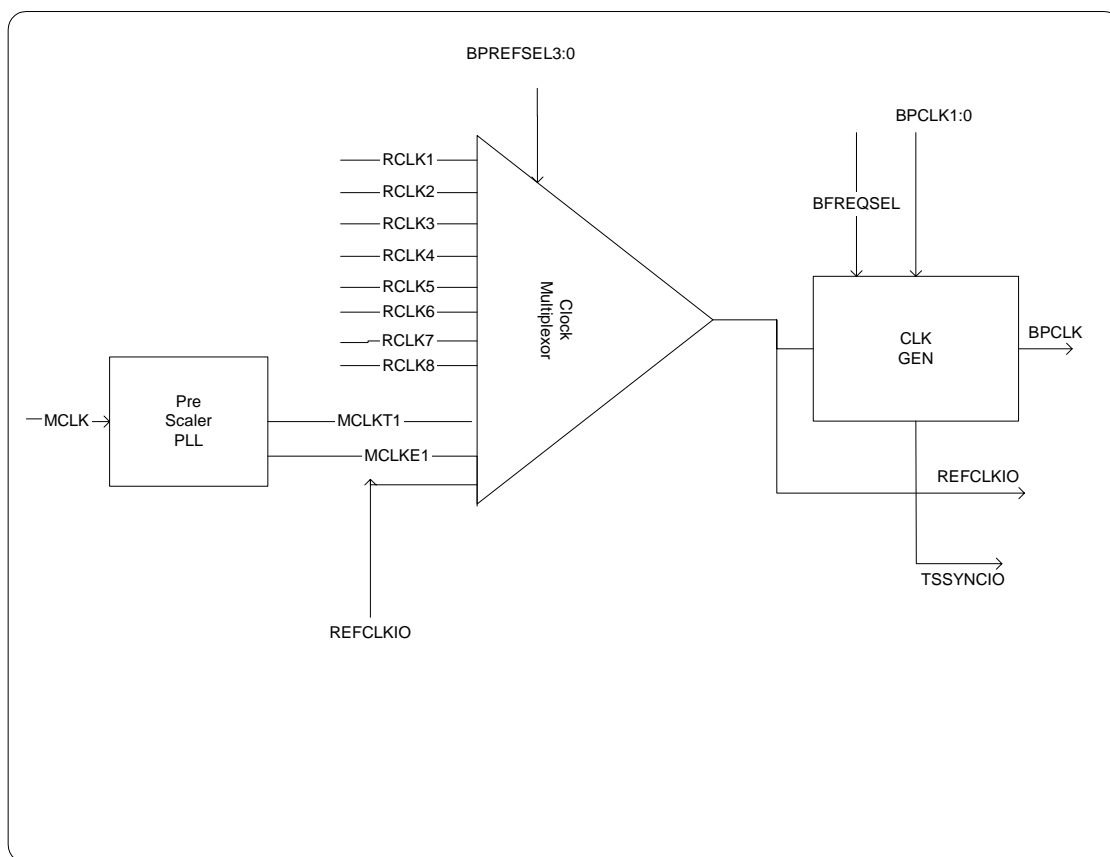 BPREFSEL3:0
BPCLK1:0
RCLK1
RCLK2
BFREQSEL
RCLK3
RCLK4
RCLK5
RCLK6
RCLK7
RCLK8
Clock
Multiplexor
CLK
GEN
BPCLK
MCLK
Pre
Scaler
PLL
MCLKT1
MCLKE1
REFCLKIO
TSSYNCIO
REFCLKIO